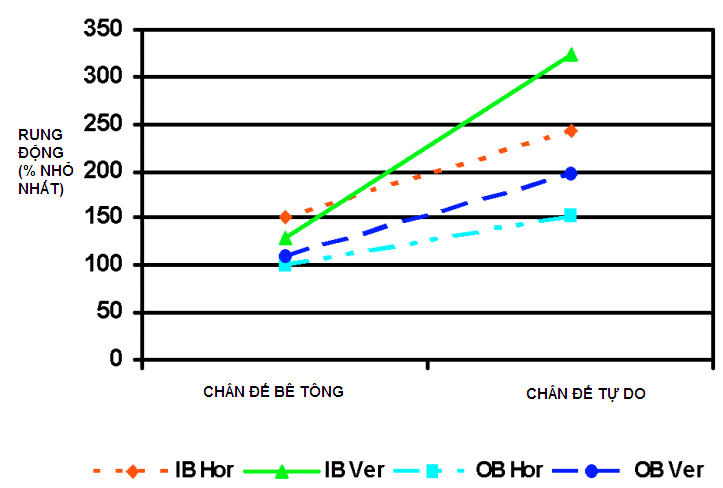 350
300
250
200
150
100
50
0
RUNG
ĐỘNG
(% NHỎ
NHẤT)
CHÂN ĐẾ BÊ TÔNG
CHÂN ĐẾ TỰ DO
IB Hor
IB Ver
OB Hor
OB Ver